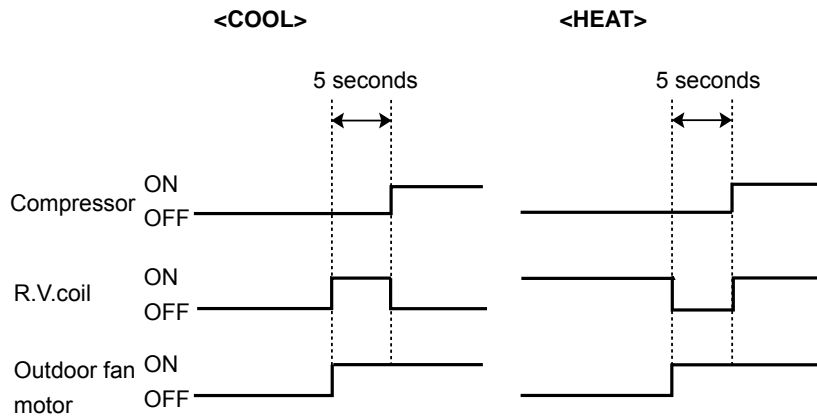 <COOL>
<HEAT>
5 seconds
5 seconds
Compressor
ON
OFF
R.V.coil
ON
OFF
Outdoor fan
motor
ON
OFF